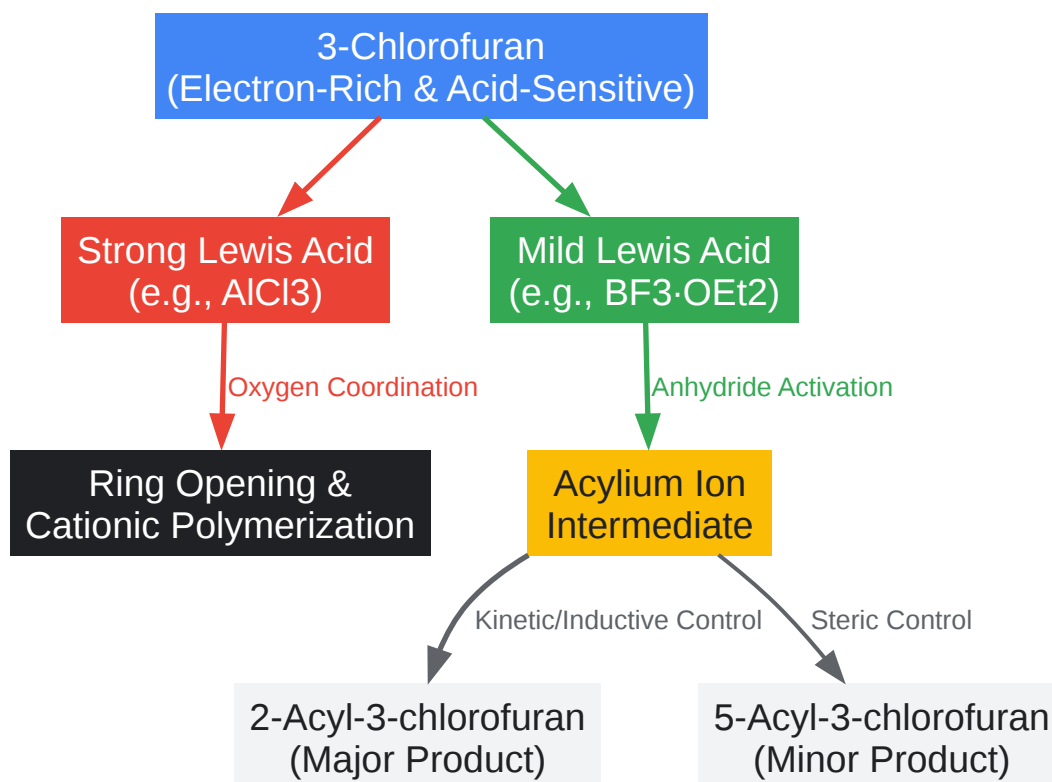 3-Chlorofuran
(Electron-Rich & Acid-Sensitive)
Strong Lewis Acid
(e.g., AlCl3)
Mild Lewis Acid
(e.g., BF3·OEt2)
Oxygen Coordination
Anhydride Activation
Ring Opening &
Cationic Polymerization
Acylium Ion
Intermediate
Kinetic/Inductive Control
Steric Control
2-Acyl-3-chlorofuran
(Major Product)
5-Acyl-3-chlorofuran
(Minor Product)